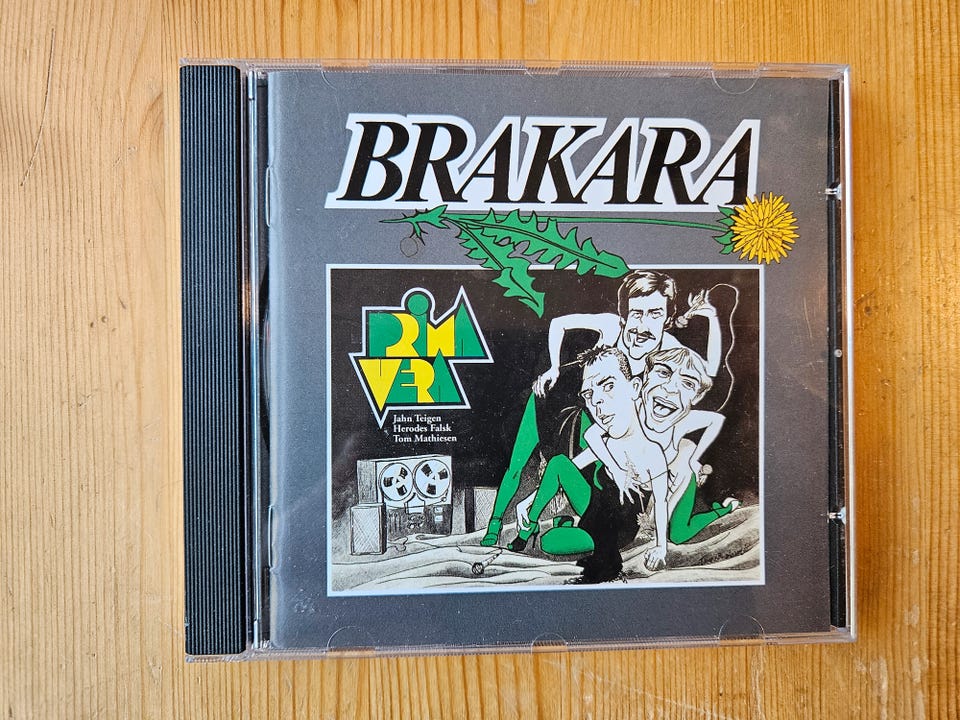 BRAKARA
PRIMA
VERA
Jahn Teigen
Herodes Falsk
Tom Mathiesen